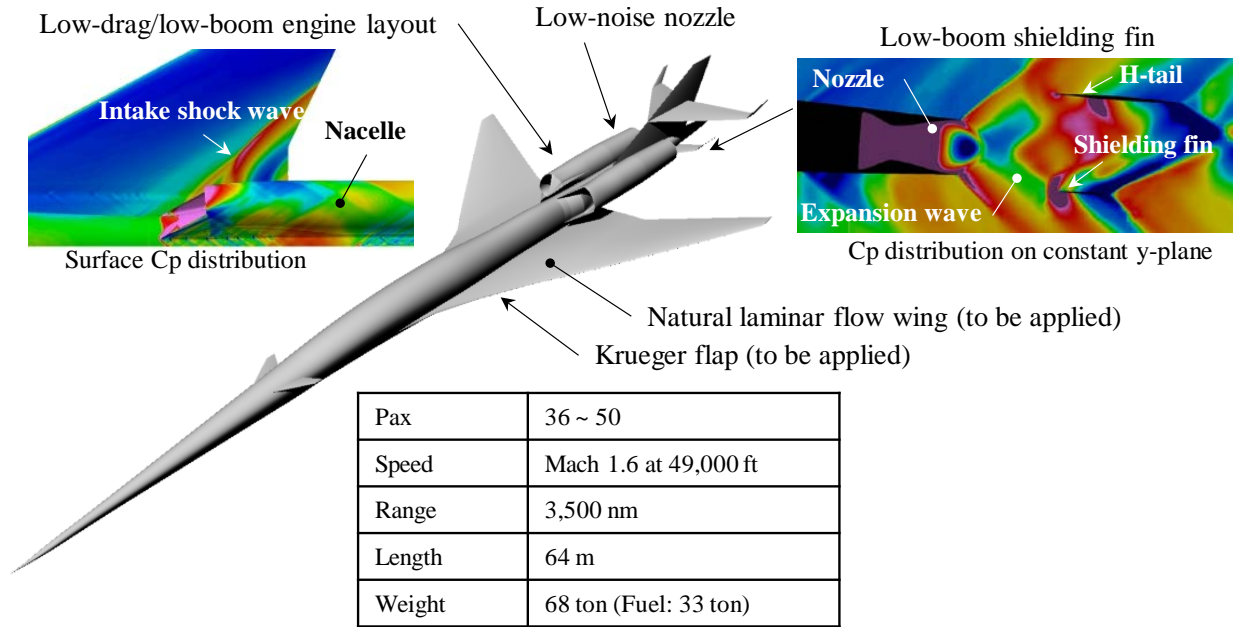 Low-drag/low-boom engine layout
Low-noise nozzle
Low-boom shielding fin
Intake shock wave
Nacelle
Surface Cp distribution
Nozzle
H-tail
Shielding fin
Expansion wave
Cp distribution on constant y-plane
Natural laminar flow wing (to be applied)
Krueger flap (to be applied)
Pax 36 ~ 50
Speed Mach 1.6 at 49,000 ft
Range 3,500 nm
Length 64 m
Weight 68 ton (Fuel: 33 ton)